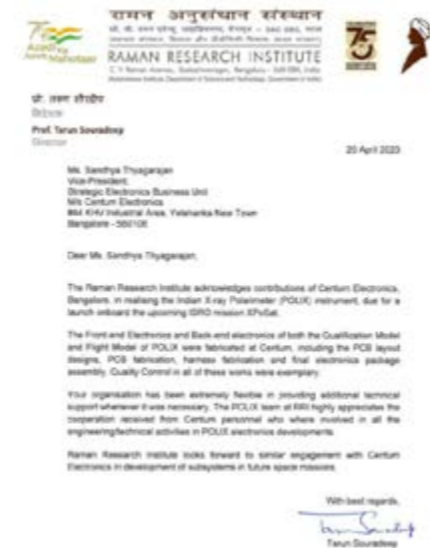 75
Azadi Ka
Amrit Mahotsav
रामन अनुसंधान संस्थान
RAMAN RESEARCH INSTITUTE
75
Prof. Tarun Souradeep
Director
20 April 2023
Ms. Sandhya Thyagarajan
Vice-President,
Strategic Electronics Business Unit
M/s Centum Electronics
#44 KHV Industrial Area, Yelahanka New Town
Bangalore - 560106
Dear Ms. Sandhya Thyagarajan,
The Raman Research Institute acknowledges contributions of Centum Electronics,
Bangalore, in realising the Indian X-ray Polarimeter (POLIX) instrument, due for a
launch onboard the upcoming ISRO mission XPoSat.
The Front-end Electronics and Back-end electronics of both the Qualification Model
and Flight Model of POLIX were fabricated at Centum, including the PCB layout
designs, PCB fabrication, harness fabrication and final electronics package
assembly. Quality Control in all of these works were exemplary.
Your organisation has been extremely flexible in providing additional technical
support whenever it was necessary. The POLIX team at RRI highly appreciates the
cooperation received from Centum personnel who where involved in all the
engineering/technical activities in POLIX electronics developments.
Raman Research Institute looks forward to similar engagement with Centum
Electronics in development of subsystems in future space missions.
With best regards,
Tarun Souradeep